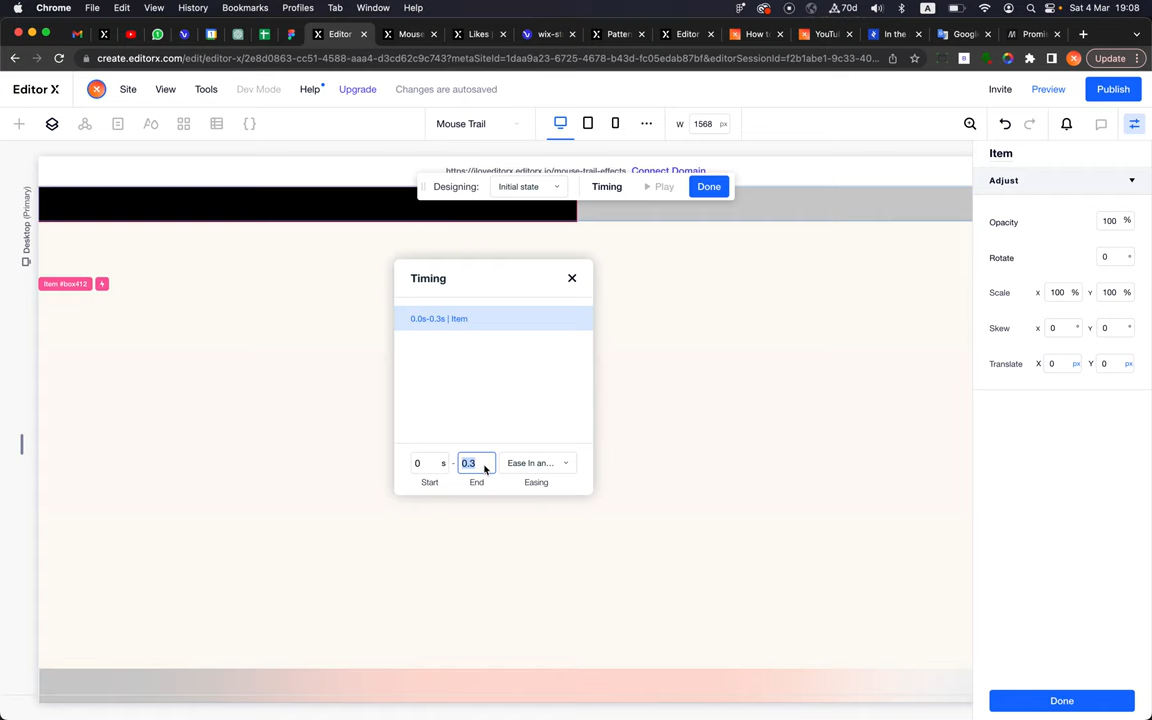 Chrome File Edit View History Bookmarks Profiles Tab Window Help 70d A Sat 4 Mar 19:08
Editor Mouse Likes wix-st Patter Editor How to YouTu In the Googl Promi
create.editorx.com/edit/editor-x/2e8d0863-cc51-4588-aaa4-d3cd62c9c743?metaSiteId=1daa9a23-6725-4678-b43d-fc05edab87bf&editorSessionId=f2b1abe1-9c33-40... Update
Editor X Site View Tools Dev Mode Help Upgrade Changes are autosaved Invite Preview Publish
Mouse Trail W 1568 px
Item
https://iloveeditorx.editorx.io/mouse-trail-effects Connect Domain
Adjust
Designing: Initial state Timing Play Done
Desktop (Primary)
Opacity 100 %
Rotate 0 °
Item #box412
Timing
Scale X 100 % Y 100 %
0.0s-0.3s | Item
Skew X 0 ° Y 0 °
Translate X 0 px Y 0 px
0 s - 0.3 Ease In an...
Start End Easing
Done